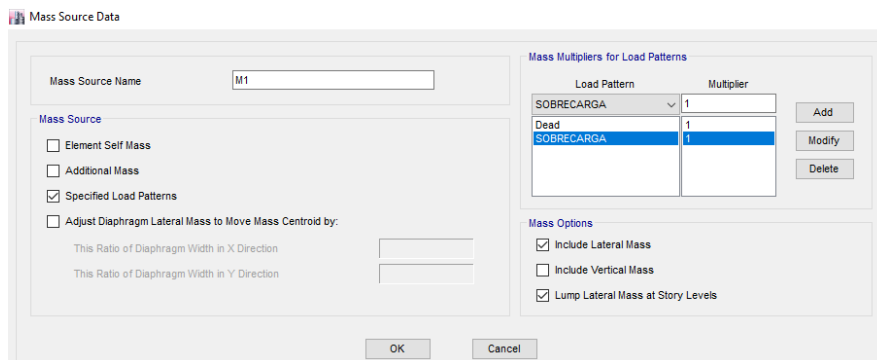 Mass Source Data
Mass Source Name
M1
Mass Source
Element Self Mass
Additional Mass
Specified Load Patterns
Adjust Diaphragm Lateral Mass to Move Mass Centroid by:
This Ratio of Diaphragm Width in X Direction
This Ratio of Diaphragm Width in Y Direction
Mass Multipliers for Load Patterns
Load Pattern Multiplier
SOBRECARGA 1
Dead 1
SOBRECARGA 1
Add
Modify
Delete
Mass Options
Include Lateral Mass
Include Vertical Mass
Lump Lateral Mass at Story Levels
OK Cancel